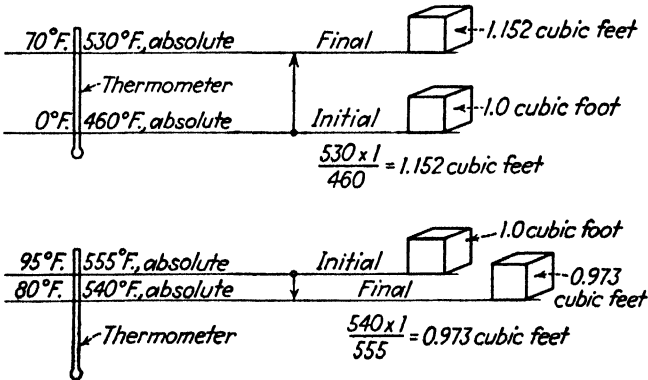 70°F. 530°F., absolute Final 1.152 cubic feet
Thermometer
0°F. 460°F., absolute Initial 1.0 cubic foot
530 x 1
460
= 1.152 cubic feet
1.0 cubic foot
95°F. 555°F., absolute Initial
80°F. 540°F., absolute Final 0.973
cubic feet
Thermometer
540 x 1
555
= 0.973 cubic feet